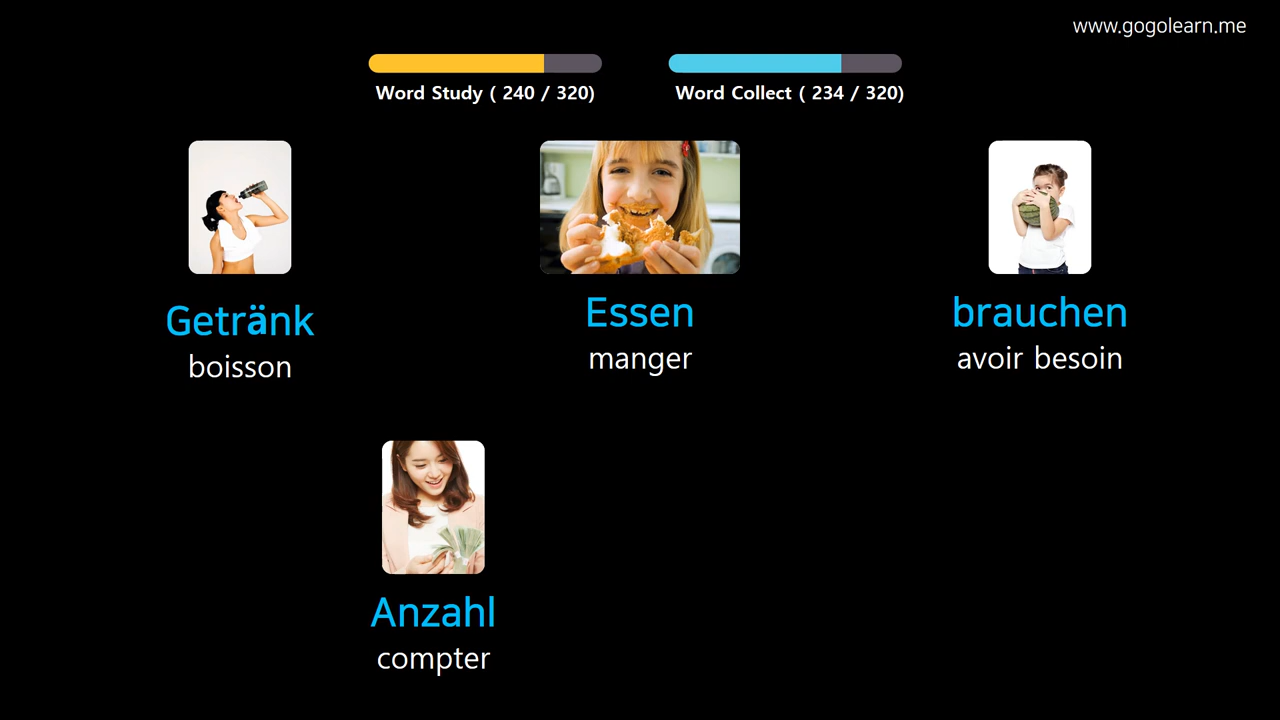 www.gogolearn.me
Word Study ( 240 / 320)
Word Collect ( 234 / 320)
Getränk
boisson
Essen
manger
brauchen
avoir besoin
Anzahl
compter